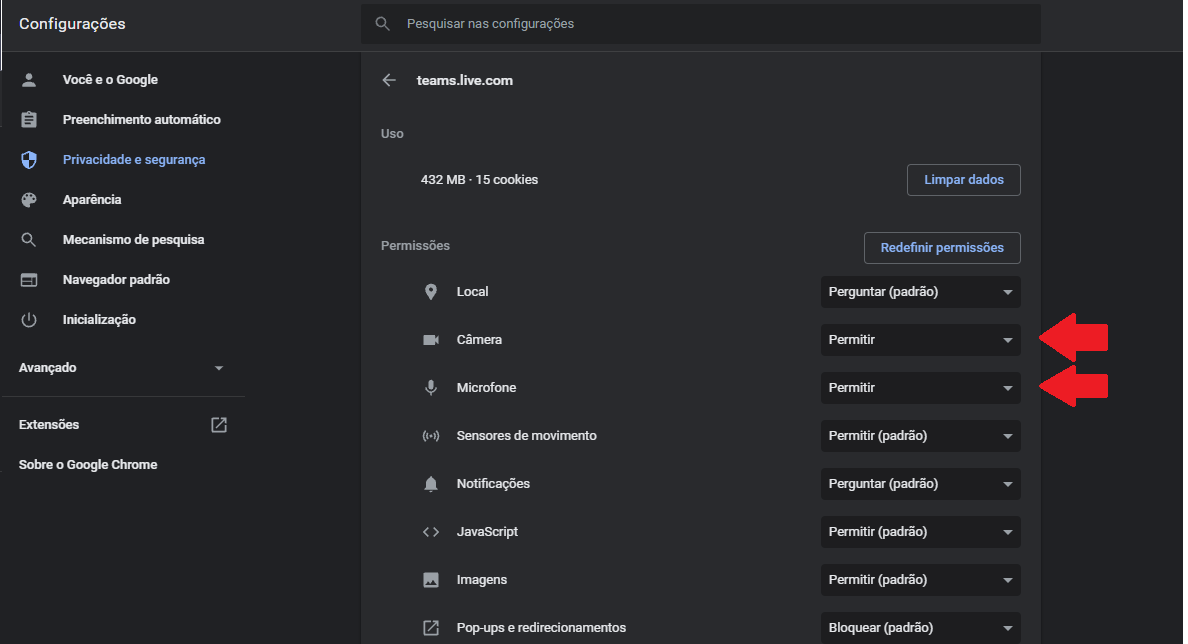 Configurações
Pesquisar nas configurações
Você e o Google
Preenchimento automático
Privacidade e segurança
Aparência
Mecanismo de pesquisa
Navegador padrão
Inicialização
Avançado
Extensões
Sobre o Google Chrome
teams.live.com
Uso
432 MB · 15 cookies
Limpar dados
Permissões
Redefinir permissões
Local
Perguntar (padrão)
Câmera
Permitir
Microfone
Permitir
Sensores de movimento
Permitir (padrão)
Notificações
Perguntar (padrão)
JavaScript
Permitir (padrão)
Imagens
Permitir (padrão)
Pop-ups e redirecionamentos
Bloquear (padrão)